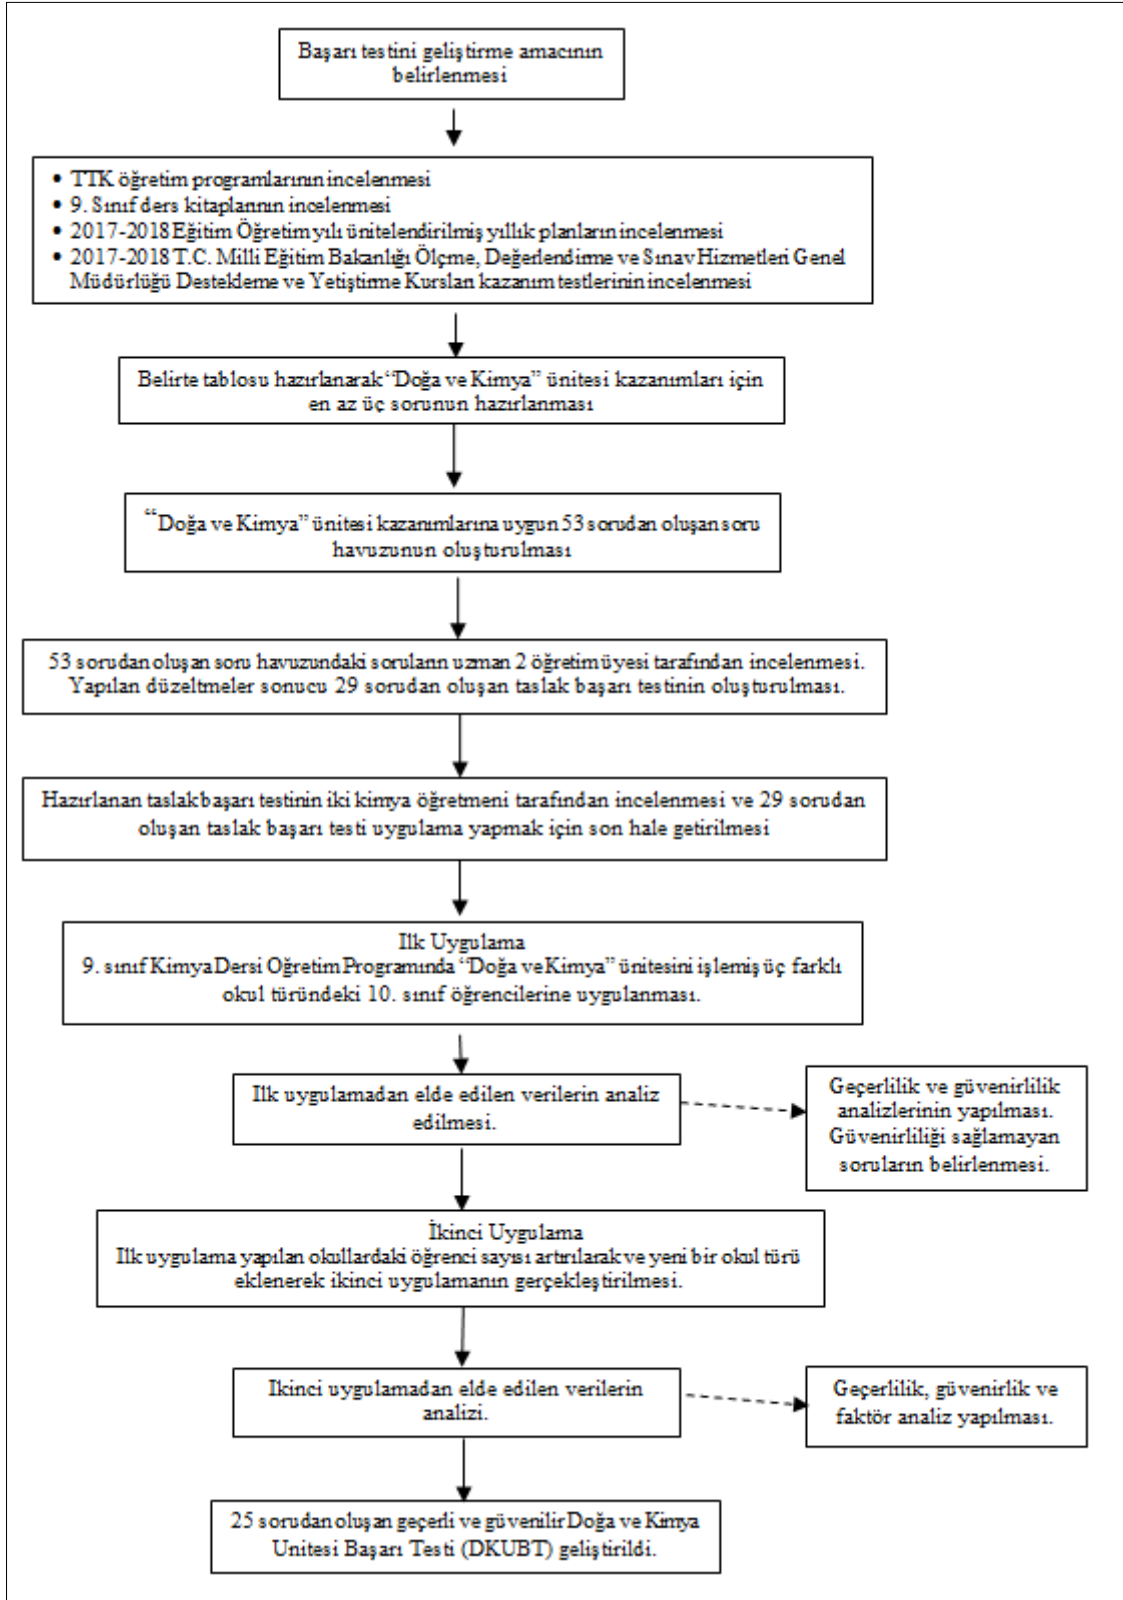 Başarı testini geliştirme amacının
belirlenmesi
• TTK öğretim programlarının incelenmesi
• 9. Sınıf ders kitaplarının incelenmesi
• 2017-2018 Eğitim Öğretim yılı ünitelendirilmiş yıllık planların incelenmesi
• 2017-2018 T.C. Milli Eğitim Bakanlığı Ölçme, Değerlendirme ve Sınav Hizmetleri Genel
Müdürlüğü Destekleme ve Yetiştirme Kursları kazanım testlerinin incelenmesi
Belirte tablosu hazırlanarak “Doğa ve Kimya” ünitesi kazanımları için
en az üç sorunun hazırlanması
“Doğa ve Kimya” ünitesi kazanımlarına uygun 53 sorudan oluşan soru
havuzunun oluşturulması
53 sorudan oluşan soru havuzundaki soruların uzman 2 öğretim üyesi tarafından incelenmesi.
Yapılan düzeltmeler sonucu 29 sorudan oluşan taslak başarı testinin oluşturulması.
Hazırlanan taslak başarı testinin iki kimya öğretmeni tarafından incelenmesi ve 29 sorudan
oluşan taslak başarı testi uygulama yapmak için son hale getirilmesi
Ilk Uygulama
9. sınıf Kimya Dersi Oğretim Programında “Doğa ve Kimya” ünitesini işlemiş üç farklı
okul türündeki 10. sınıf öğrencilerine uygulanması.
Ilk uygulamadan elde edilen verilerin analiz
edilmesi.
Geçerlilik ve güvenirlilik
analizlerinin yapılması.
Güvenirliliği sağlamayan
soruların belirlenmesi.
İkinci Uygulama
Ilk uygulama yapılan okullardaki öğrenci sayısı artırılarak ve yeni bir okul türü
eklenerek ikinci uygulamanın gerçekleştirilmesi.
Ikinci uygulamadan elde edilen verilerin
analizi.
Geçerlilik, güvenirlik ve
faktör analiz yapılması.
25 sorudan oluşan geçerli ve güvenilir Doğa ve Kimya
Unitesi Başarı Testi (DKUBT) geliştirildi.